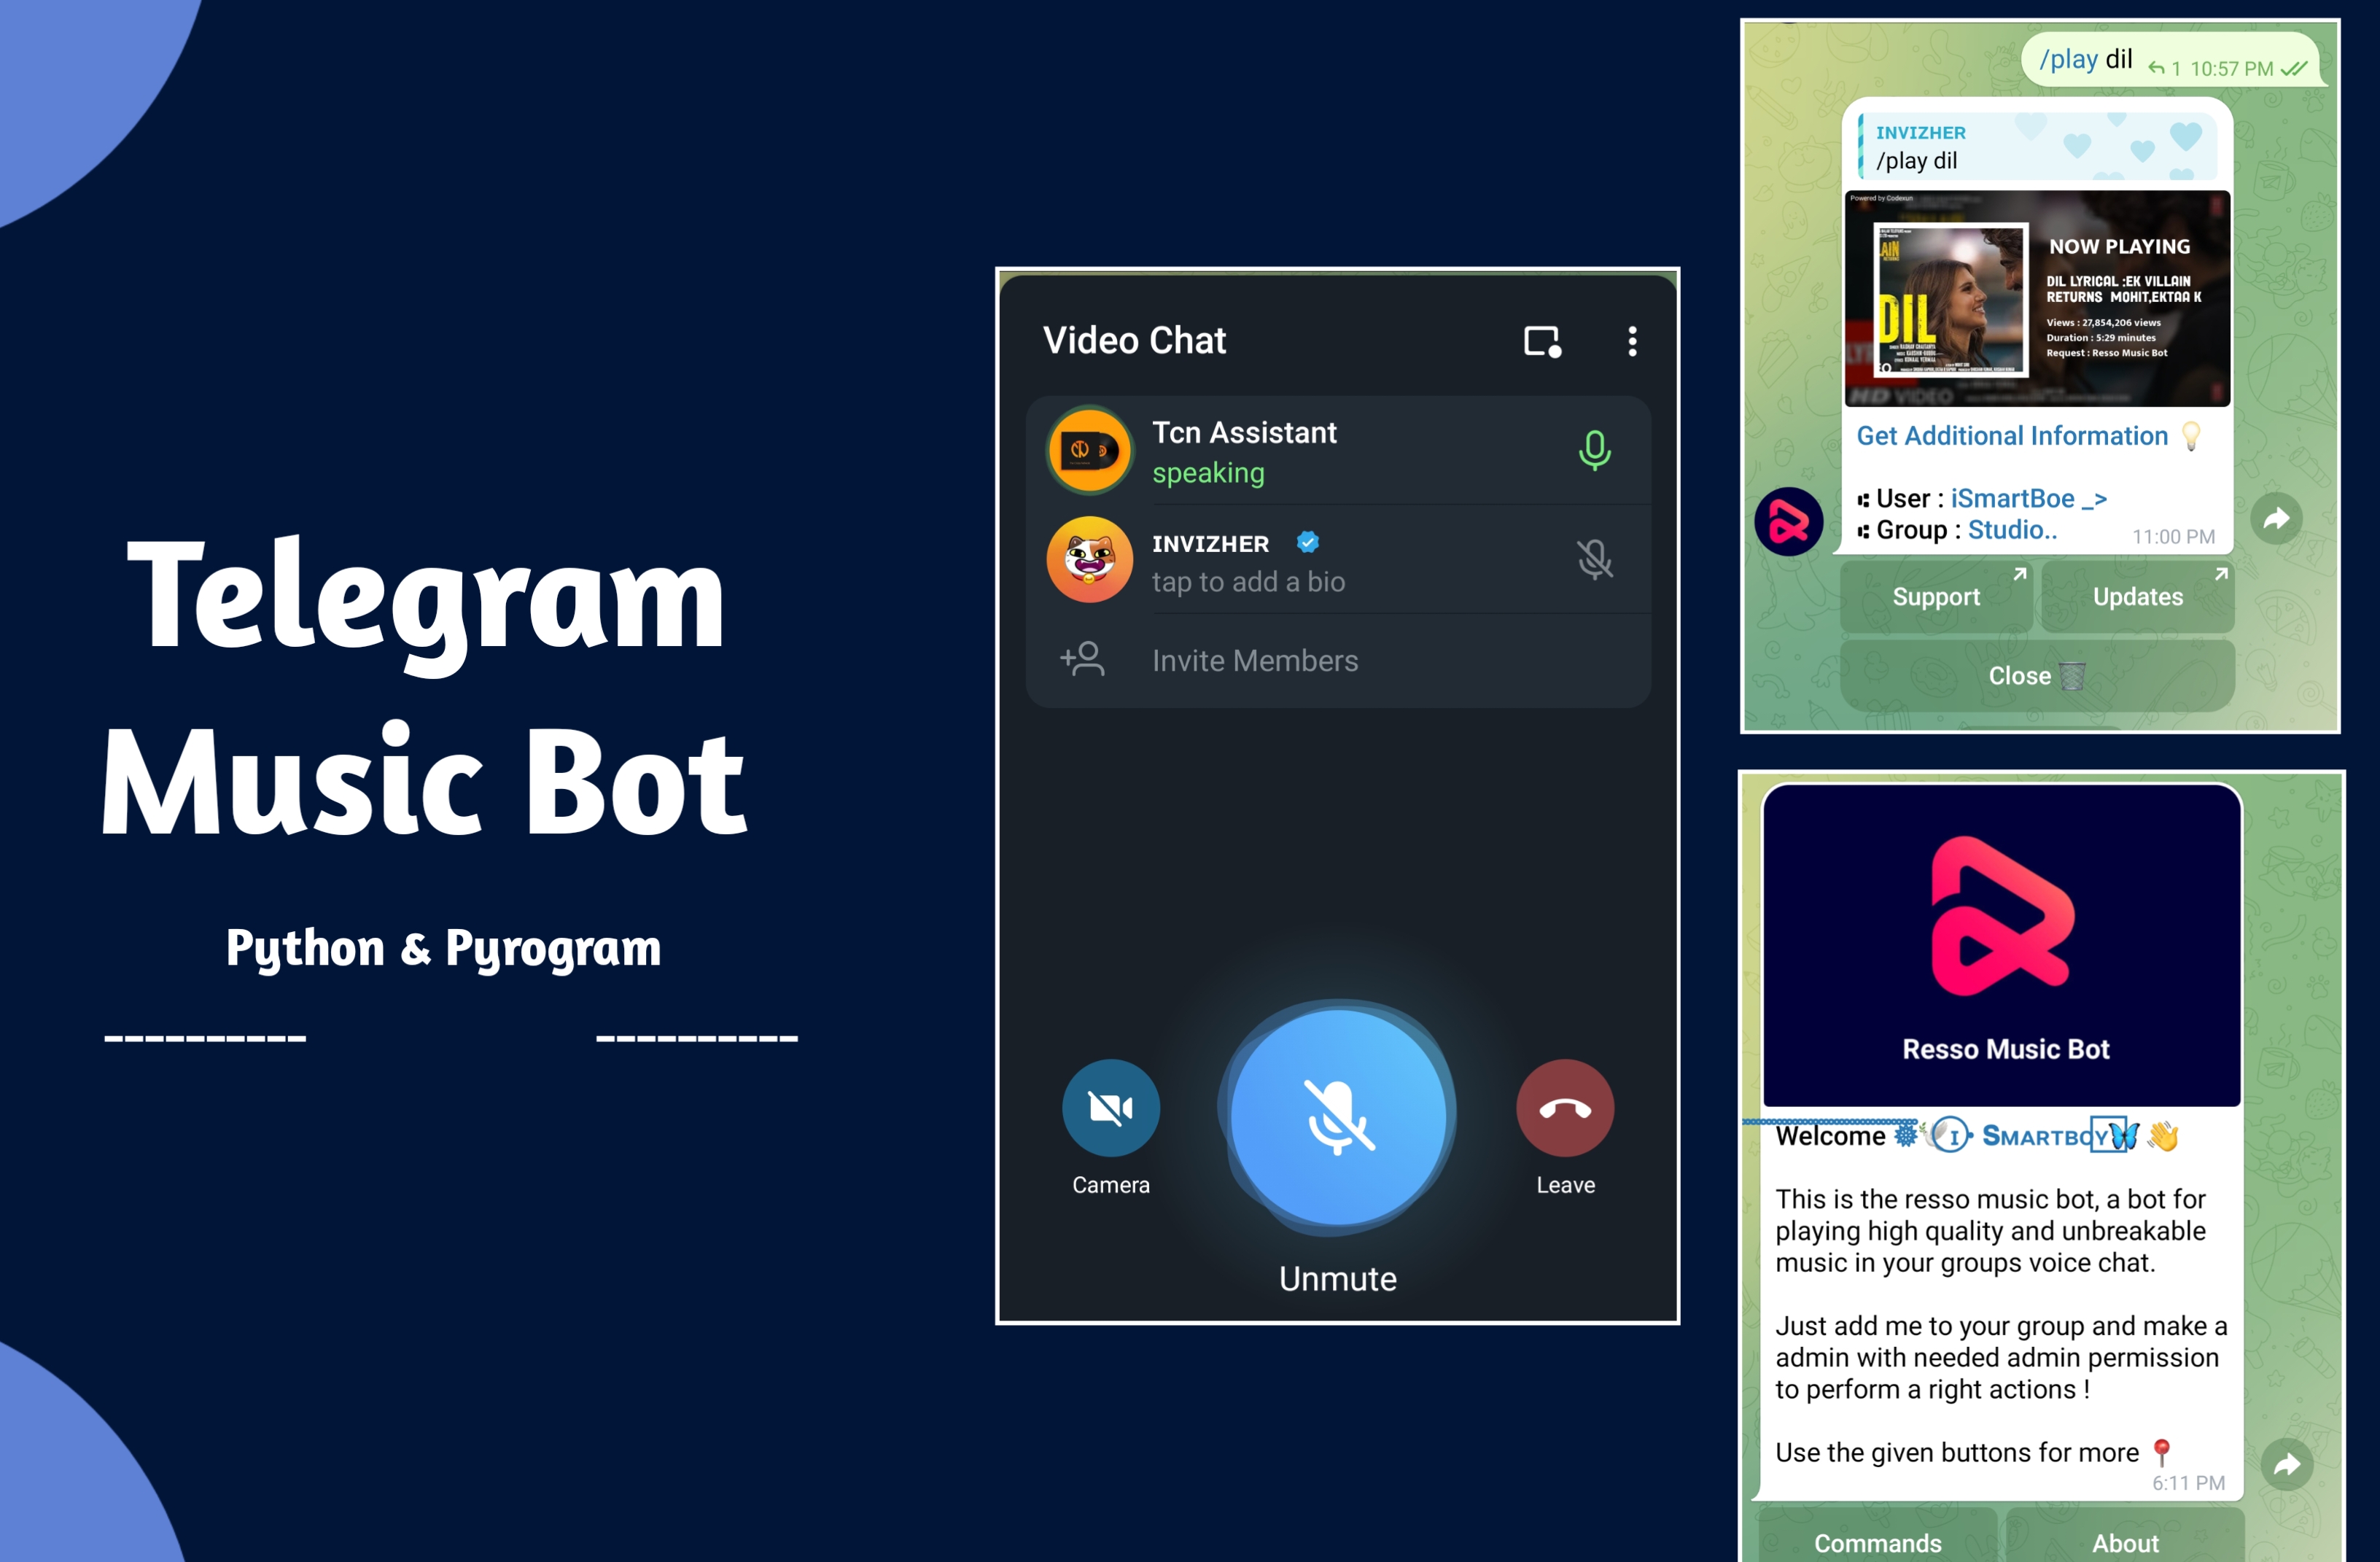 Telegram
Music Bot
Python & Pyrogram
Video Chat
Tcn Assistant
speaking
INVIZHER
tap to add a bio
Invite Members
Camera
Leave
Unmute
/play dil
1 10:57 PM
INVIZHER
/play dil
Powered by Codexun
LAIN
DIL
NOW PLAYING
DIL LYRICAL :EK VILLAIN
RETURNS MOHIT,EKTAA K
Views : 27,854,206 views
Duration : 5:29 minutes
Request : Resso Music Bot
HD VIDEO
Get Additional Information 💡
⑆ User : iSmartBoe _>
⑆ Group : Studio..
11:00 PM
Support
Updates
Close 🗑️
Resso Music Bot
Welcome I SMARTBOY 🦋 👋
This is the resso music bot, a bot for
playing high quality and unbreakable
music in your groups voice chat.
Just add me to your group and make a
admin with needed admin permission
to perform a right actions !
Use the given buttons for more 📍
6:11 PM
Commands
About